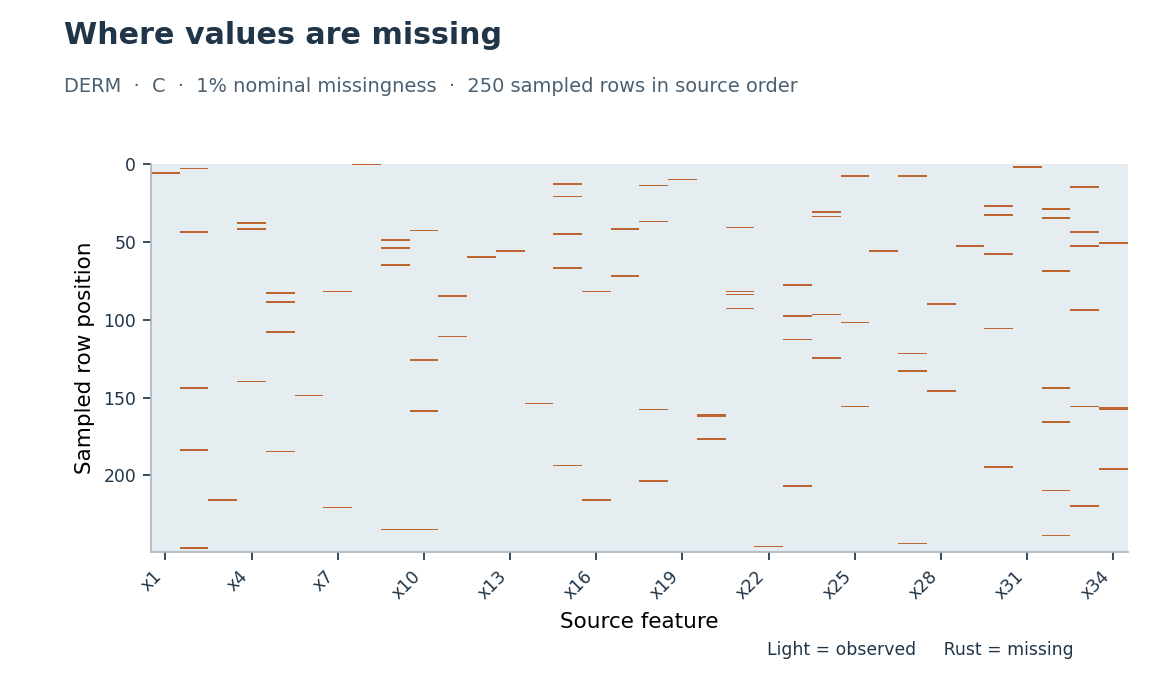 Where values are missing
DERM · C · 1% nominal missingness · 250 sampled rows in source order
Sampled row position
0
50
100
150
200
x1 x4 x7 x10 x13 x16 x19 x22 x25 x28 x31 x34
Source feature
Light = observed Rust = missing